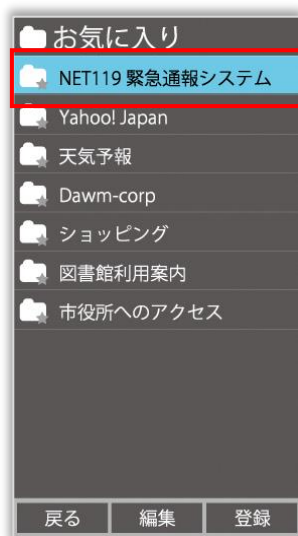 お気に入り
NET119 緊急通報システム
Yahoo! Japan
天気予報
Dawm-corp
ショッピング
図書館利用案内
市役所へのアクセス
戻る 編集 登録